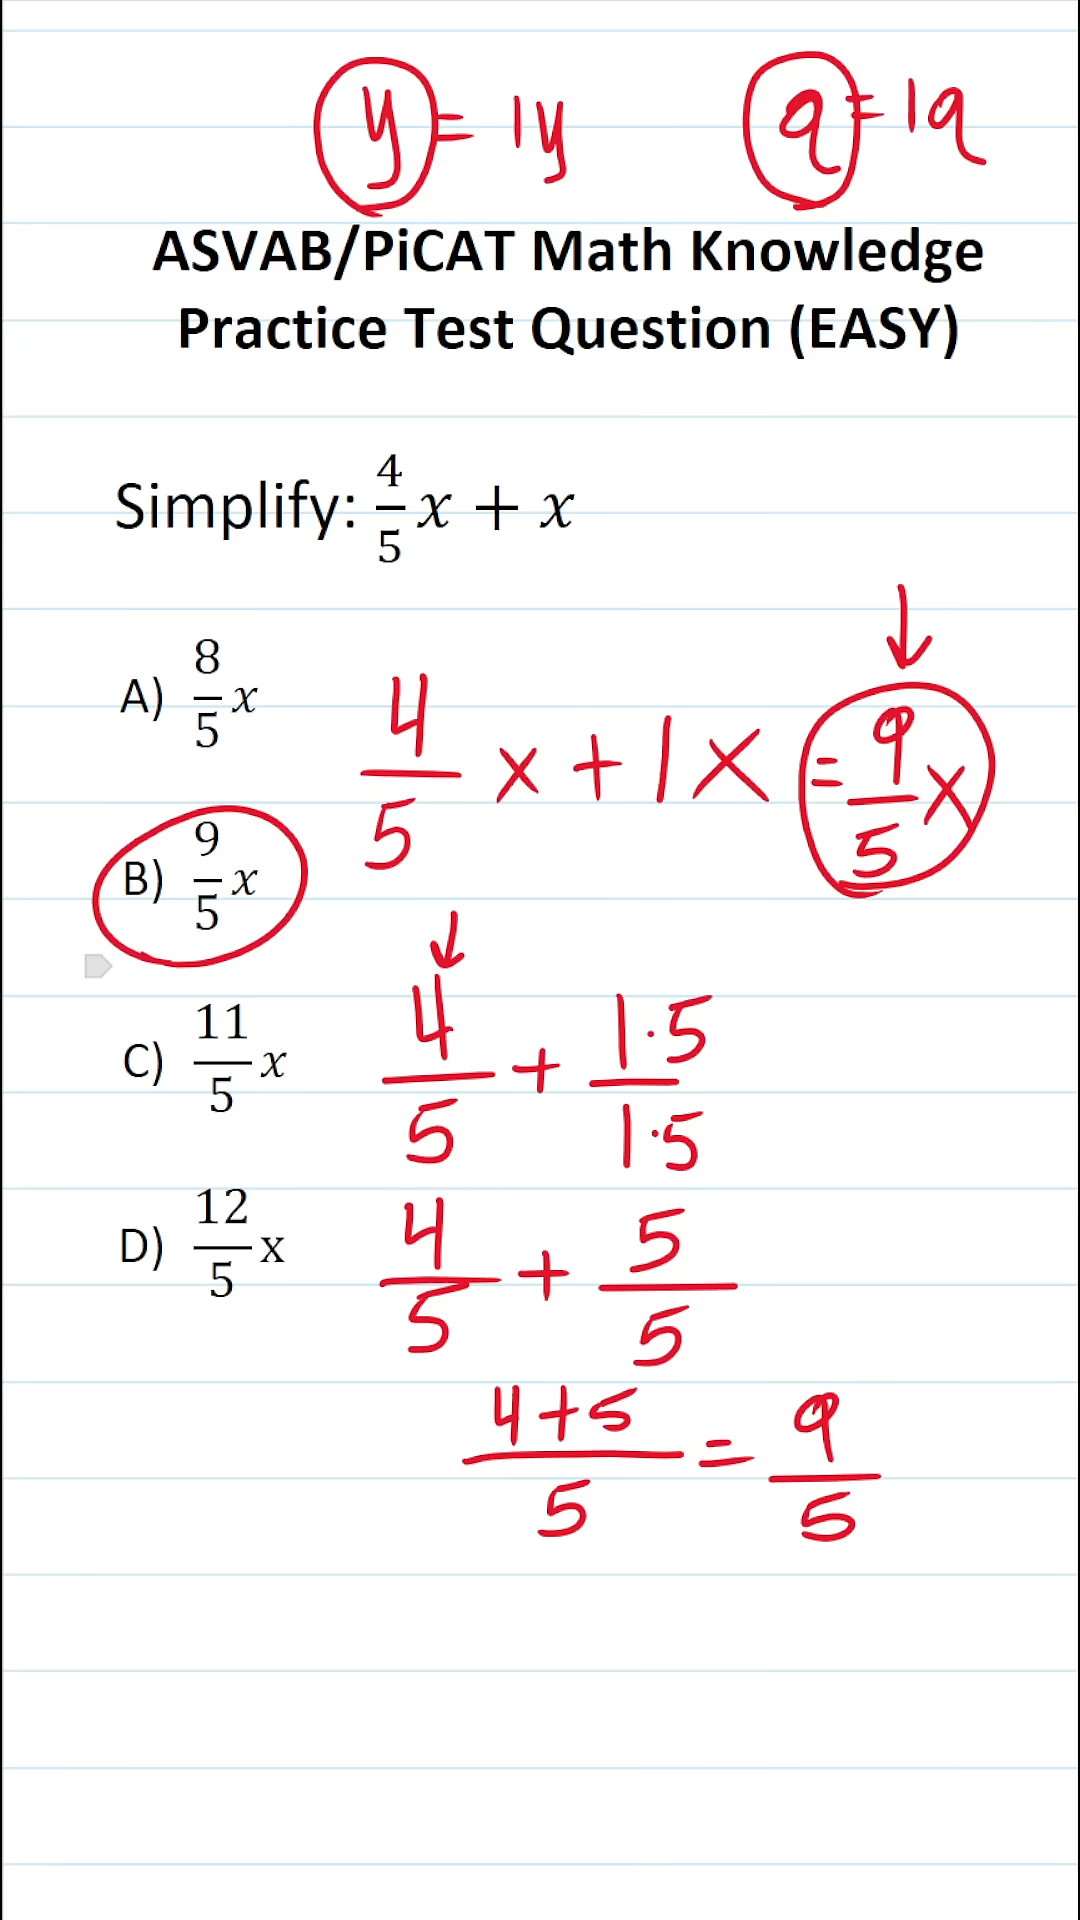 y = 1y q = 1q
ASVAB/PiCAT Math Knowledge
Practice Test Question (EASY)
Simplify: 4/5 x + x
A) 8/5 x
4/5 x + 1x = 9/5 x
B) 9/5 x
C) 11/5 x
4/5 + 1·5/1·5
D) 12/5 x
4/5 + 5/5
4+5/5 = 9/5